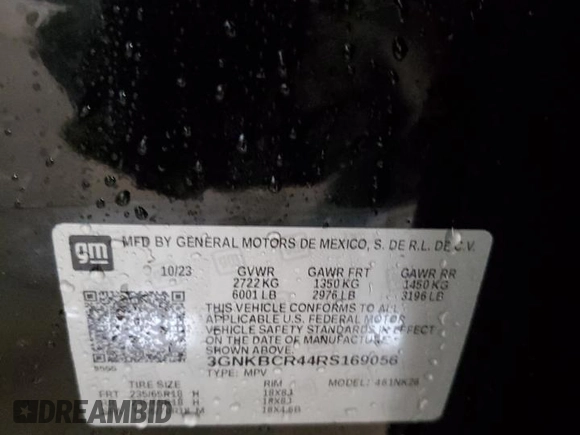 gm MFD BY GENERAL MOTORS DE MEXICO, S. DE R.L. DE C.V.
10/23 GVWR GAWR FRT GAWR RR
2722 KG 1350 KG 1450 KG
6001 LB 2976 LB 3196 LB
THIS VEHICLE CONFORMS TO ALL
APPLICABLE U.S. FEDERAL MOTOR
VEHICLE SAFETY STANDARDS IN EFFECT
ON THE DATE OF MANUFACTURE
SHOWN ABOVE.
3GNKBCR44RS169056
TYPE: MPV MODEL:
TIRE SIZE RIM
FRT 235/65R18 H 18X8J
18X8J
18X4.5B
DREAMBID